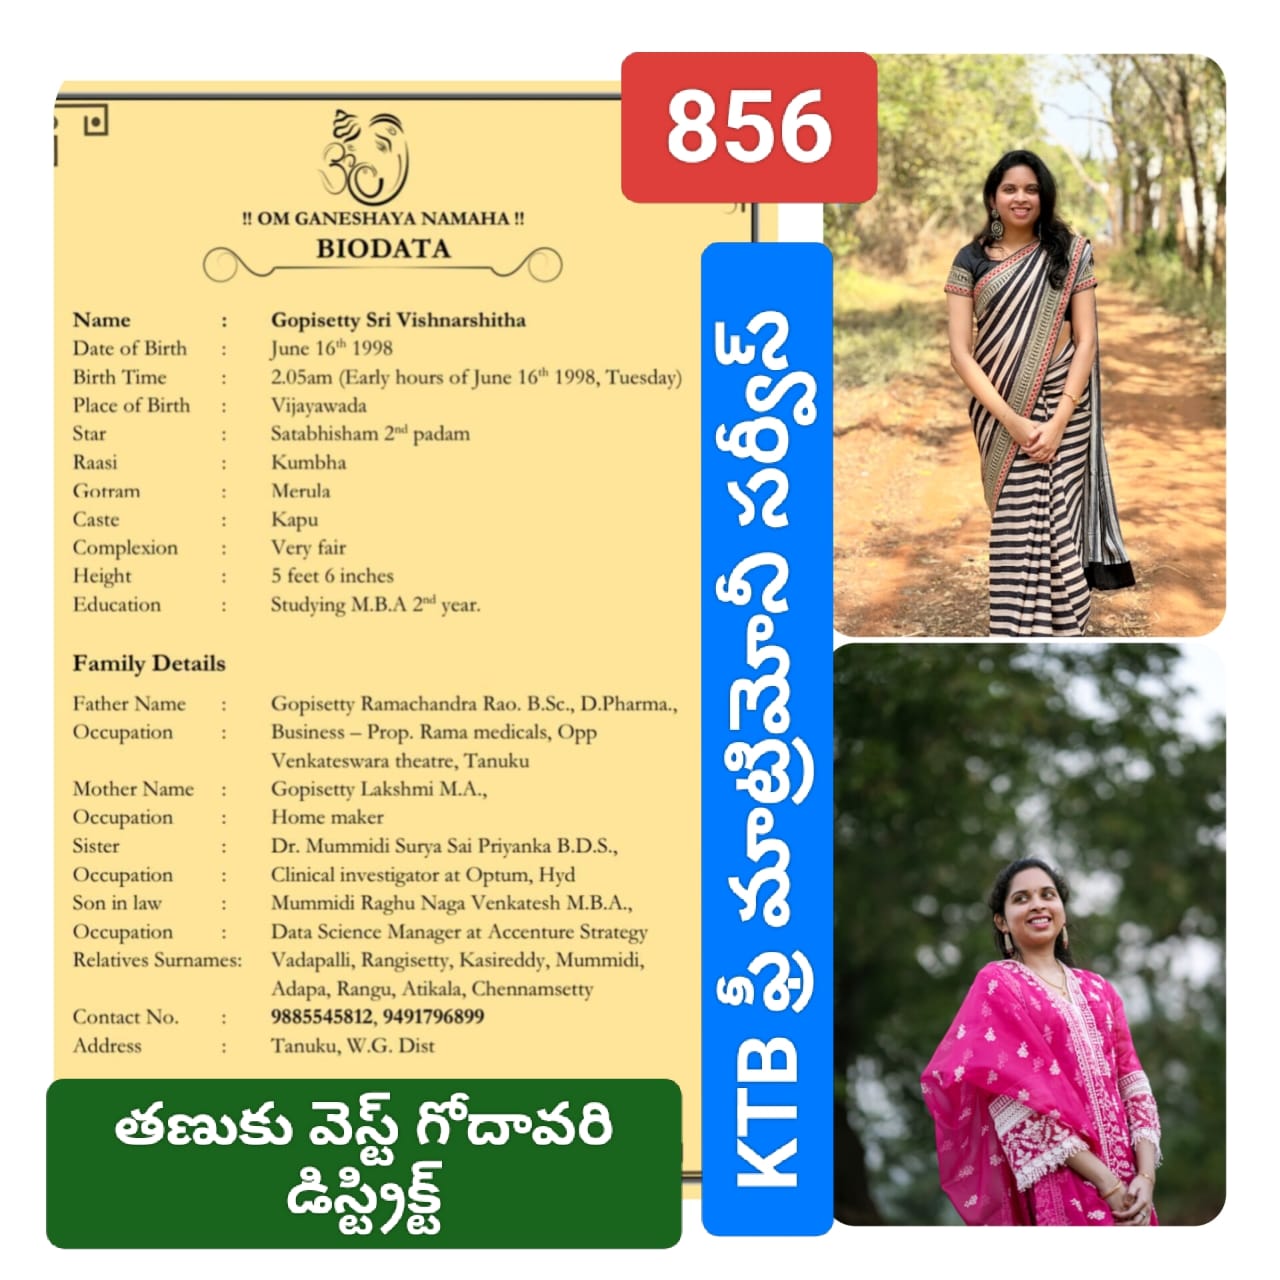 856
!! OM GANESHAYA NAMAHA !!
BIODATA
Name : Gopisetty Sri Vishnarshitha
Date of Birth : June 16th 1998
Birth Time : 2.05am (Early hours of June 16th 1998, Tuesday)
Place of Birth : Vijayawada
Star : Satabhisham 2nd padam
Raasi : Kumbha
Gotram : Merula
Caste : Kapu
Complexion : Very fair
Height : 5 feet 6 inches
Education : Studying M.B.A 2nd year.
Family Details
Father Name : Gopisetty Ramachandra Rao. B.Sc., D.Pharma.,
Occupation : Business – Prop. Rama medicals, Opp
Venkateswara theatre, Tanuku
Mother Name : Gopisetty Lakshmi M.A.,
Occupation : Home maker
Sister : Dr. Mummidi Surya Sai Priyanka B.D.S.,
Occupation : Clinical investigator at Optum, Hyd
Son in law : Mummidi Raghu Naga Venkatesh M.B.A.,
Occupation : Data Science Manager at Accenture Strategy
Relatives Surnames: Vadapalli, Rangisetty, Kasireddy, Mummidi,
Adapa, Rangu, Atikala, Chennamsetty
Contact No. : 9885545812, 9491796899
Address : Tanuku, W.G. Dist
తణుకు వెస్ట్ గోదావరి
డిస్ట్రిక్ట్
KTB ఫ్రీ మాట్రిమోనీ సర్వీస్